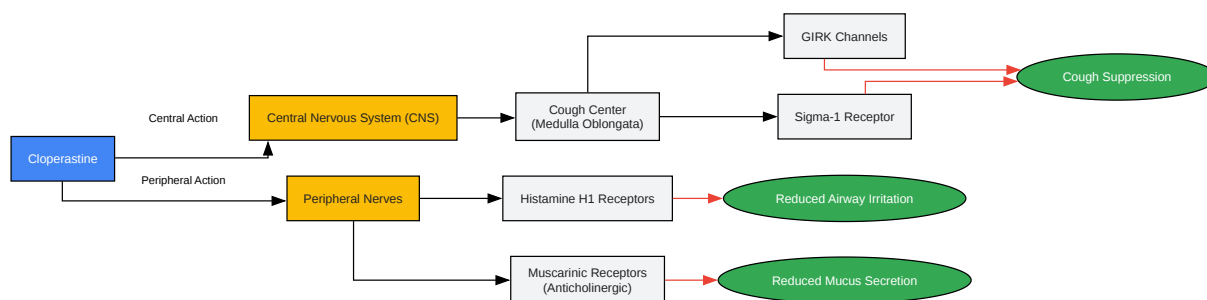 GIRK Channels
Cough Suppression
Cough Center
(Medulla Oblongata)
Sigma-1 Receptor
Central Action
Central Nervous System (CNS)
Cloperastine
Peripheral Action
Peripheral Nerves
Histamine H1 Receptors
Reduced Airway Irritation
Muscarinic Receptors
(Anticholinergic)
Reduced Mucus Secretion